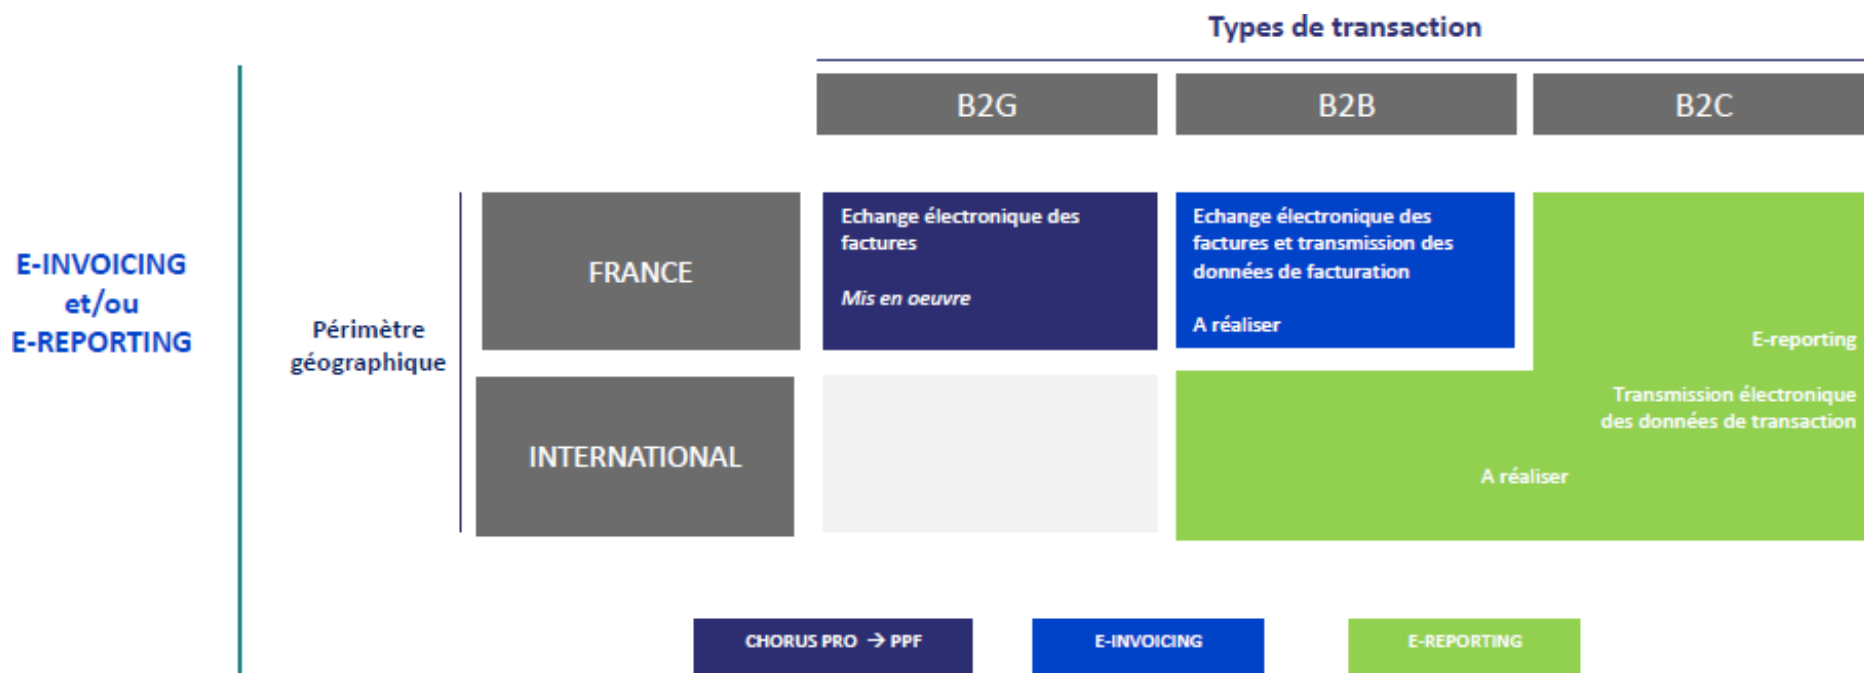 Types de transaction
B2G
B2B
B2C
E-INVOICING
et/ou
E-REPORTING
Périmètre
géographique
FRANCE
Echange électronique des
factures
Mis en oeuvre
Echange électronique des
factures et transmission des
données de facturation
A réaliser
E-reporting
Transmission électronique
des données de transaction
A réaliser
INTERNATIONAL
CHORUS PRO → PPF
E-INVOICING
E-REPORTING